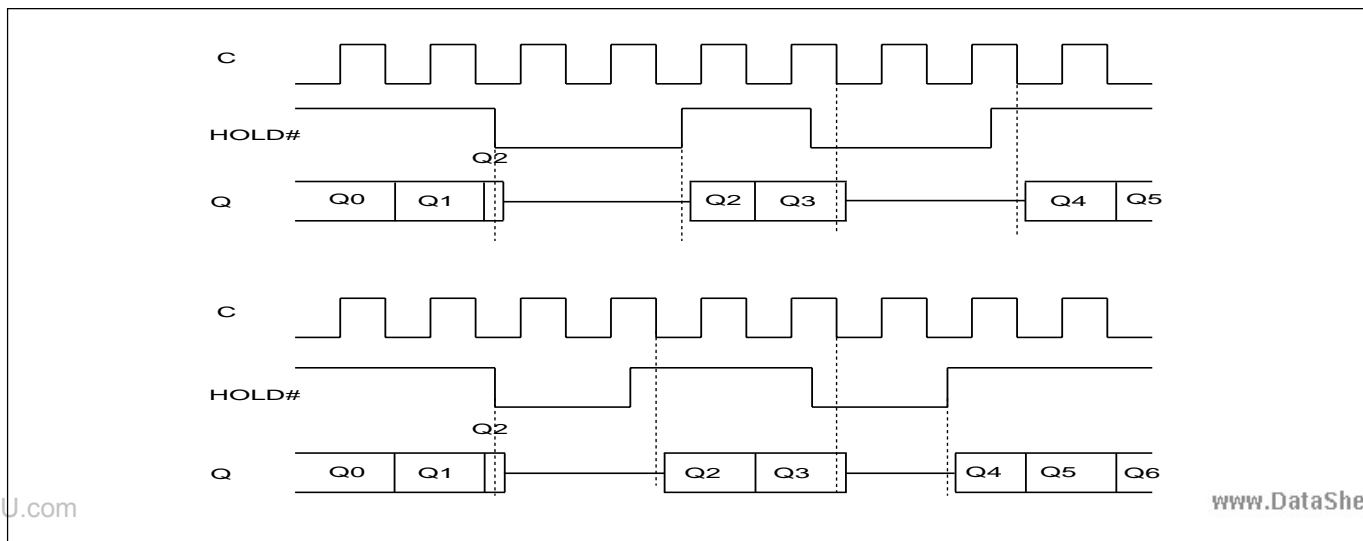 C
HOLD#
Q2
Q Q0 Q1 Q2 Q3 Q4 Q5
C
HOLD#
Q2
Q Q0 Q1 Q2 Q3 Q4 Q5 Q6
U.com
www.DataShe